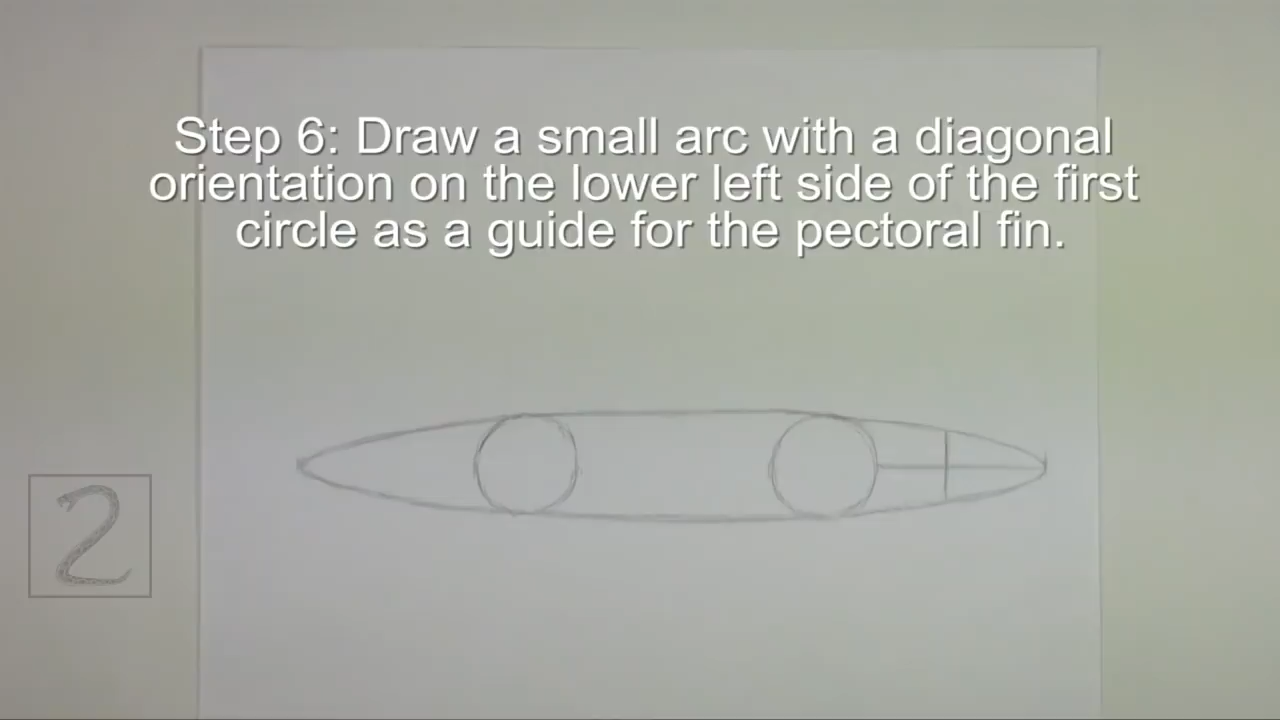 Step 6: Draw a small arc with a diagonal
orientation on the lower left side of the first
circle as a guide for the pectoral fin.